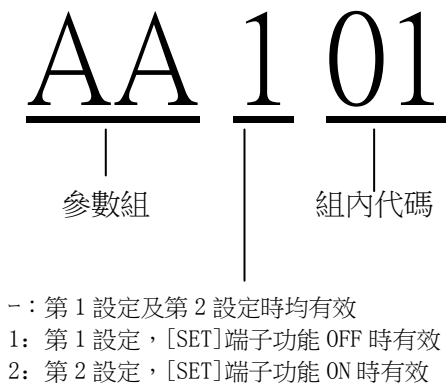 AA 1 01
參數組 組內代碼
-：第 1 設定及第 2 設定時均有效
1: 第 1 設定，[SET]端子功能 OFF 時有效
2: 第 2 設定，[SET]端子功能 ON 時有效